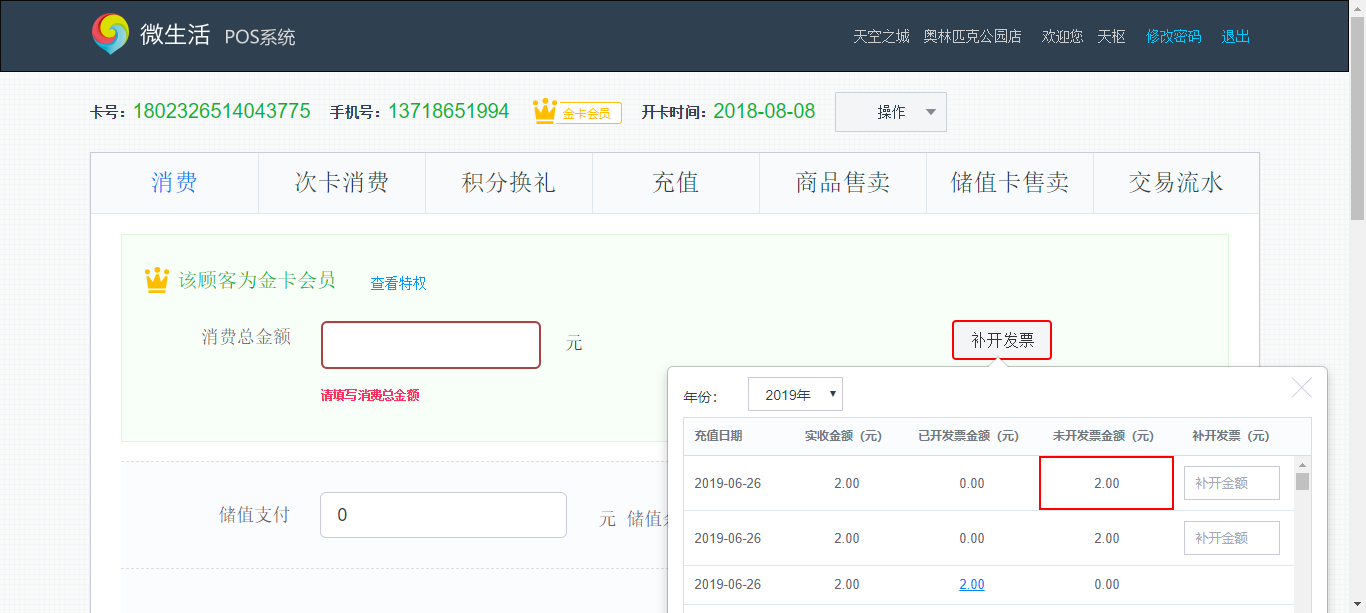 微生活 POS系统 天空之城 奥林匹克公园店 欢迎您 天枢 修改密码 退出
卡号：1802326514043775 手机号：13718651994 金卡会员 开卡时间：2018-08-08 操作
消费 次卡消费 积分换礼 充值 商品售卖 储值卡售卖 交易流水
该顾客为金卡会员 查看特权
消费总金额 元 补开发票
请填写消费总金额
年份： 2019年
充值日期 实收金额（元） 已开发票金额（元） 未开发票金额（元） 补开发票（元）
2019-06-26 2.00 0.00 2.00 补开金额
储值支付 0 元 储值
2019-06-26 2.00 0.00 2.00 补开金额
2019-06-26 2.00 2.00 0.00